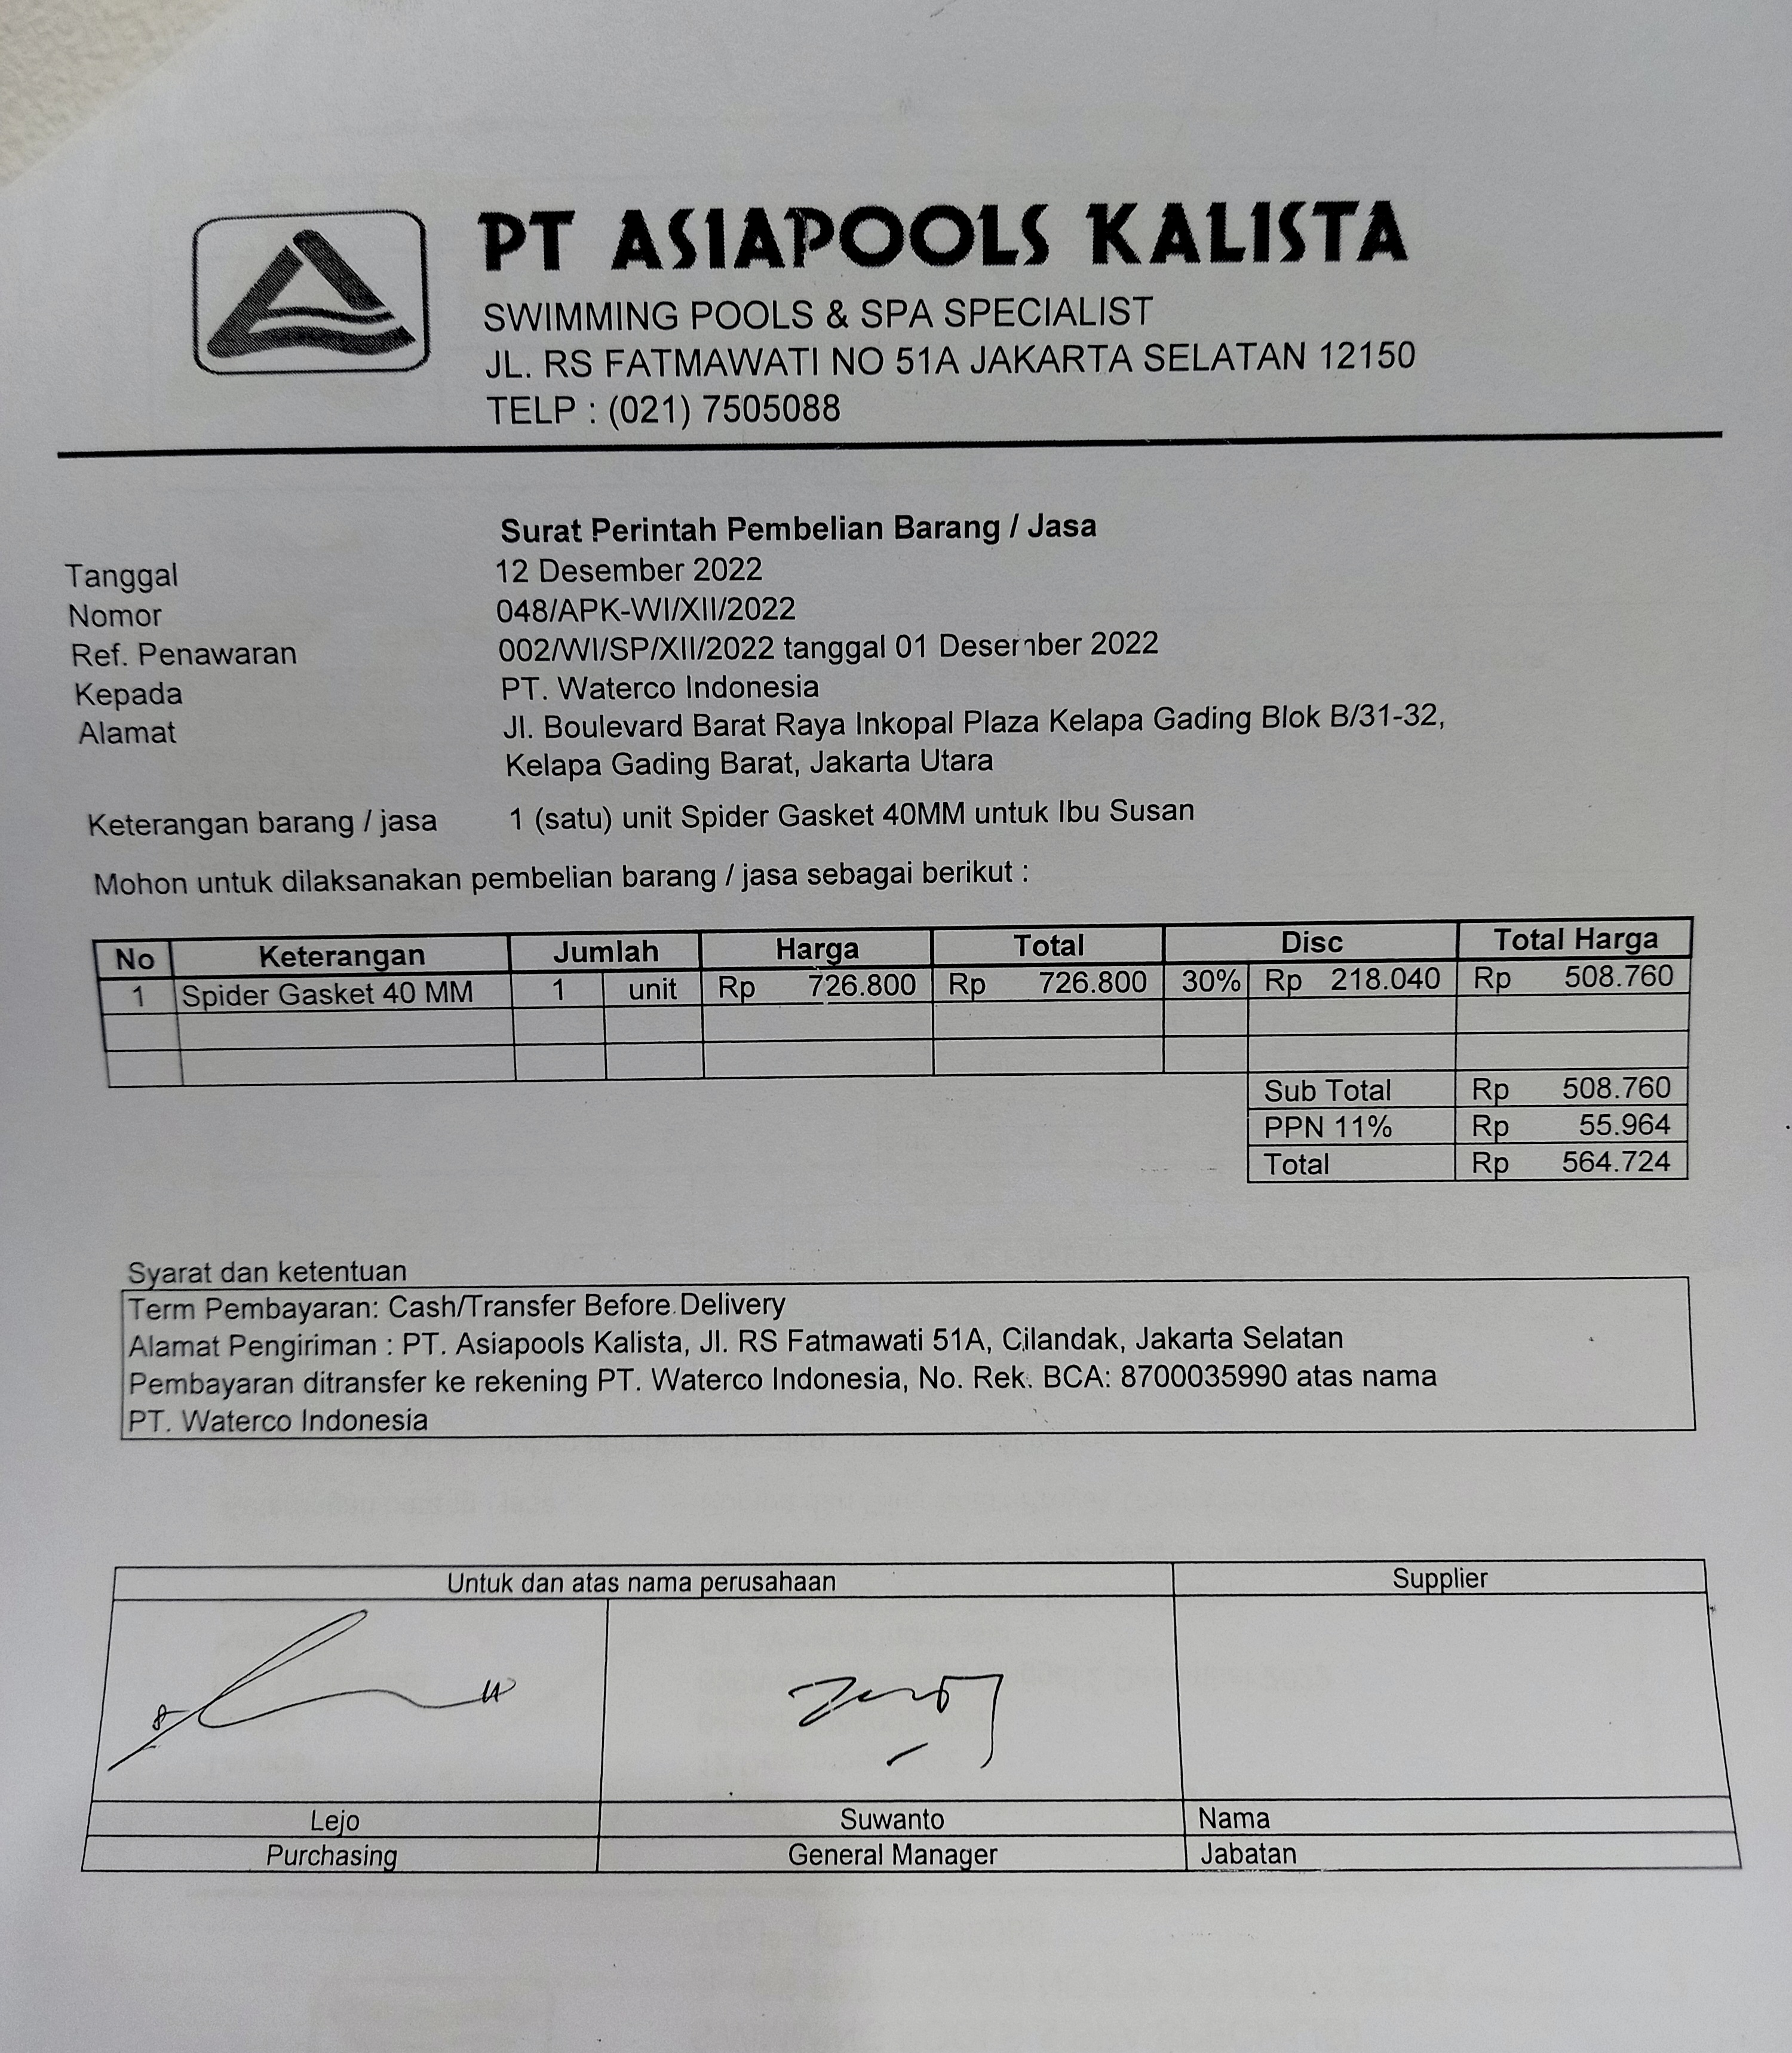 PT ASIAPOOLS KALISTA
SWIMMING POOLS & SPA SPECIALIST
JL. RS FATMAWATI NO 51A JAKARTA SELATAN 12150
TELP : (021) 7505088
Surat Perintah Pembelian Barang / Jasa
Tanggal 12 Desember 2022
Nomor 048/APK-WI/XII/2022
Ref. Penawaran 002/WI/SP/XII/2022 tanggal 01 Desember 2022
Kepada PT. Waterco Indonesia
Alamat Jl. Boulevard Barat Raya Inkopal Plaza Kelapa Gading Blok B/31-32,
Kelapa Gading Barat, Jakarta Utara
Keterangan barang / jasa 1 (satu) unit Spider Gasket 40MM untuk Ibu Susan
Mohon untuk dilaksanakan pembelian barang / jasa sebagai berikut :
No Keterangan Jumlah Harga Total Disc Total Harga
1 Spider Gasket 40 MM 1 unit Rp 726.800 Rp 726.800 30% Rp 218.040 Rp 508.760
Sub Total Rp 508.760
PPN 11% Rp 55.964
Total Rp 564.724
Syarat dan ketentuan
Term Pembayaran: Cash/Transfer Before Delivery
Alamat Pengiriman : PT. Asiapools Kalista, Jl. RS Fatmawati 51A, Cilandak, Jakarta Selatan
Pembayaran ditransfer ke rekening PT. Waterco Indonesia, No. Rek. BCA: 8700035990 atas nama
PT. Waterco Indonesia
Untuk dan atas nama perusahaan Supplier
Lejo Suwanto Nama
Purchasing General Manager Jabatan